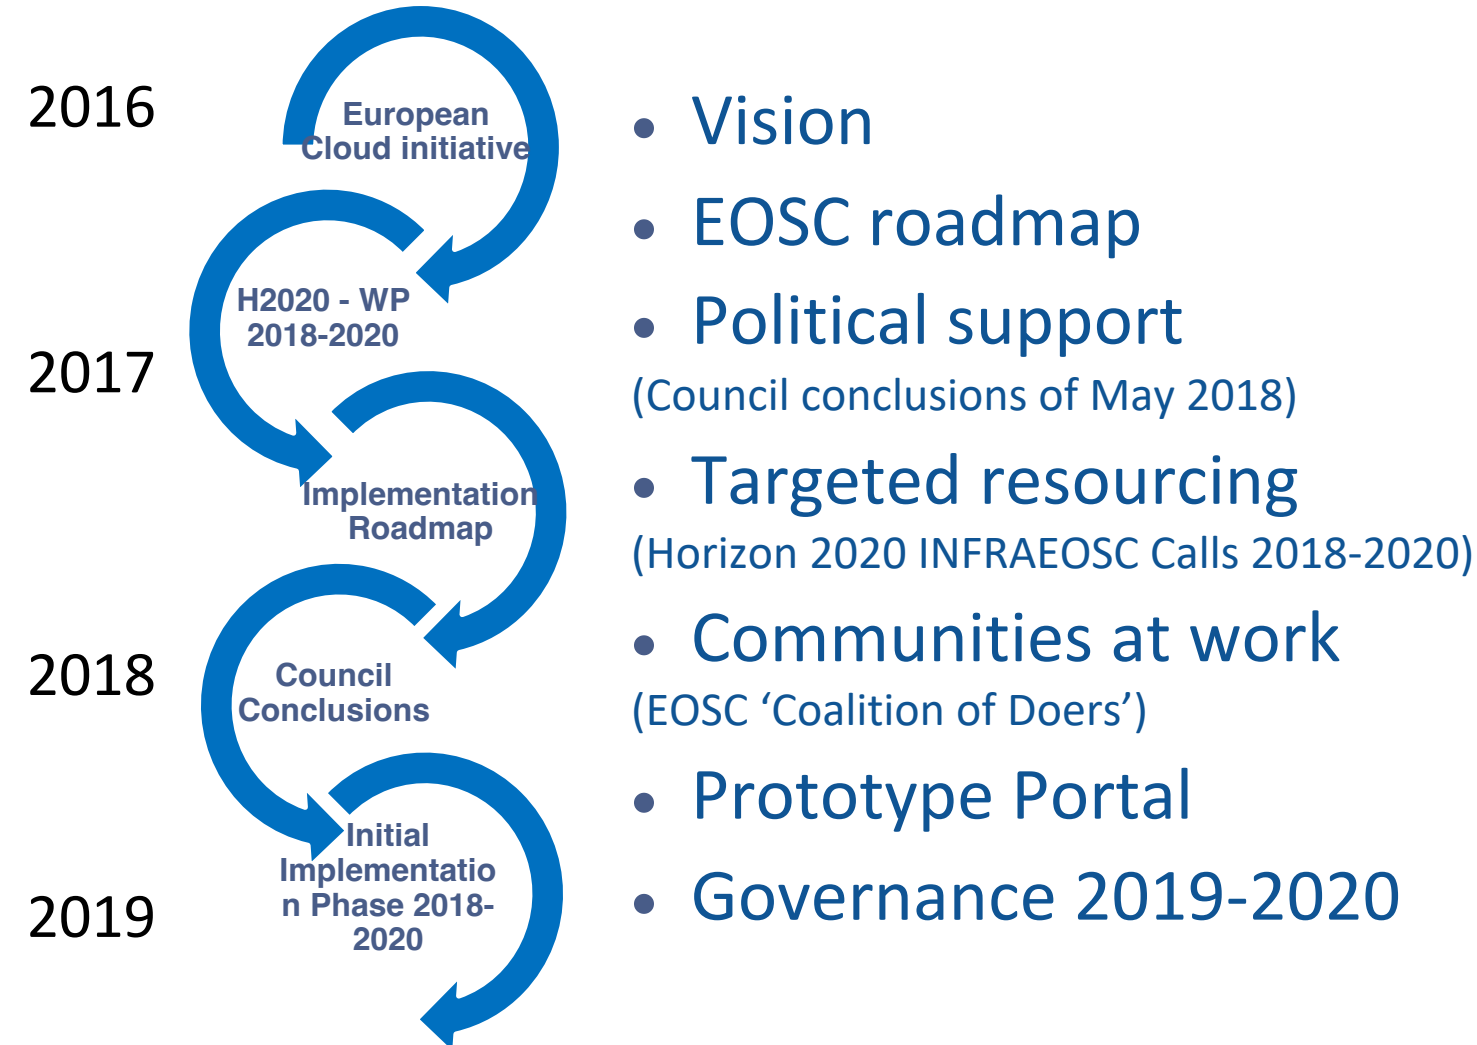 2016
European
Cloud initiative
H2020 - WP
2018-2020
2017
Implementation
Roadmap
2018
Council
Conclusions
Initial
Implementatio
n Phase 2018-
2020
2019
• Vision
• EOSC roadmap
• Political support
(Council conclusions of May 2018)
• Targeted resourcing
(Horizon 2020 INFRAEOSC Calls 2018-2020)
• Communities at work
(EOSC ‘Coalition of Doers’)
• Prototype Portal
• Governance 2019-2020